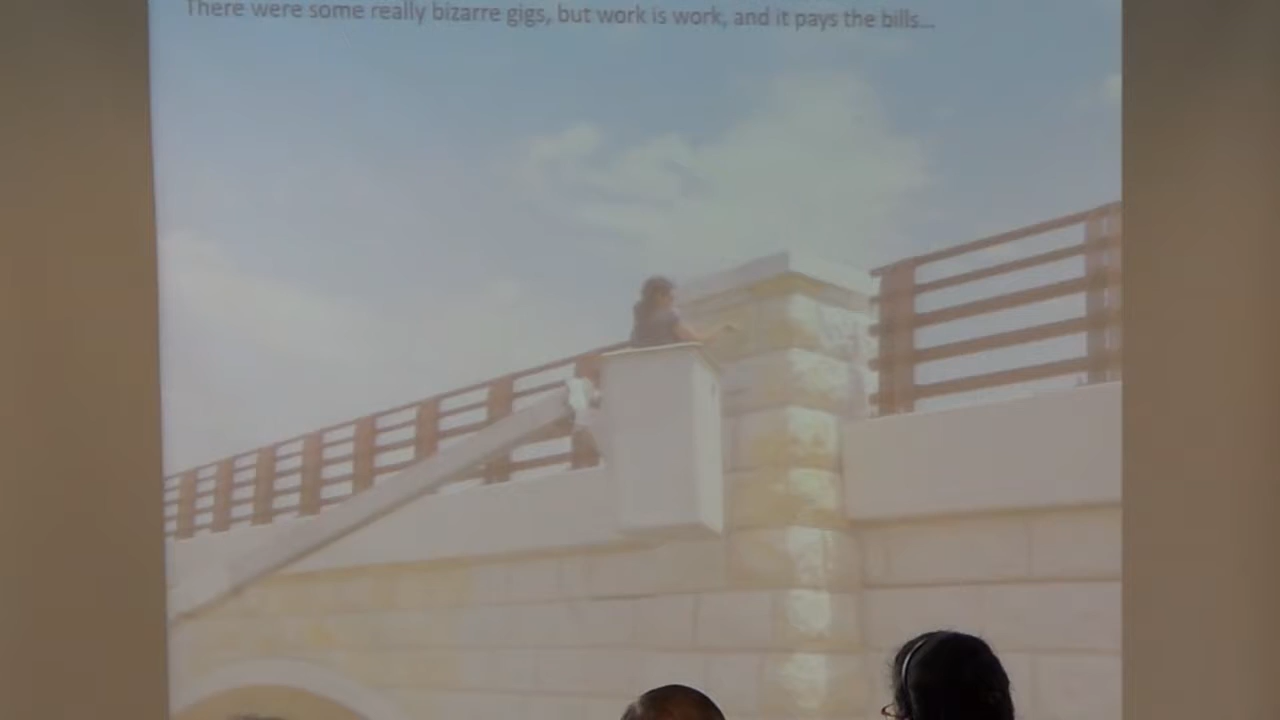 There were some really bizarre gigs, but work is work, and it pays the bills...